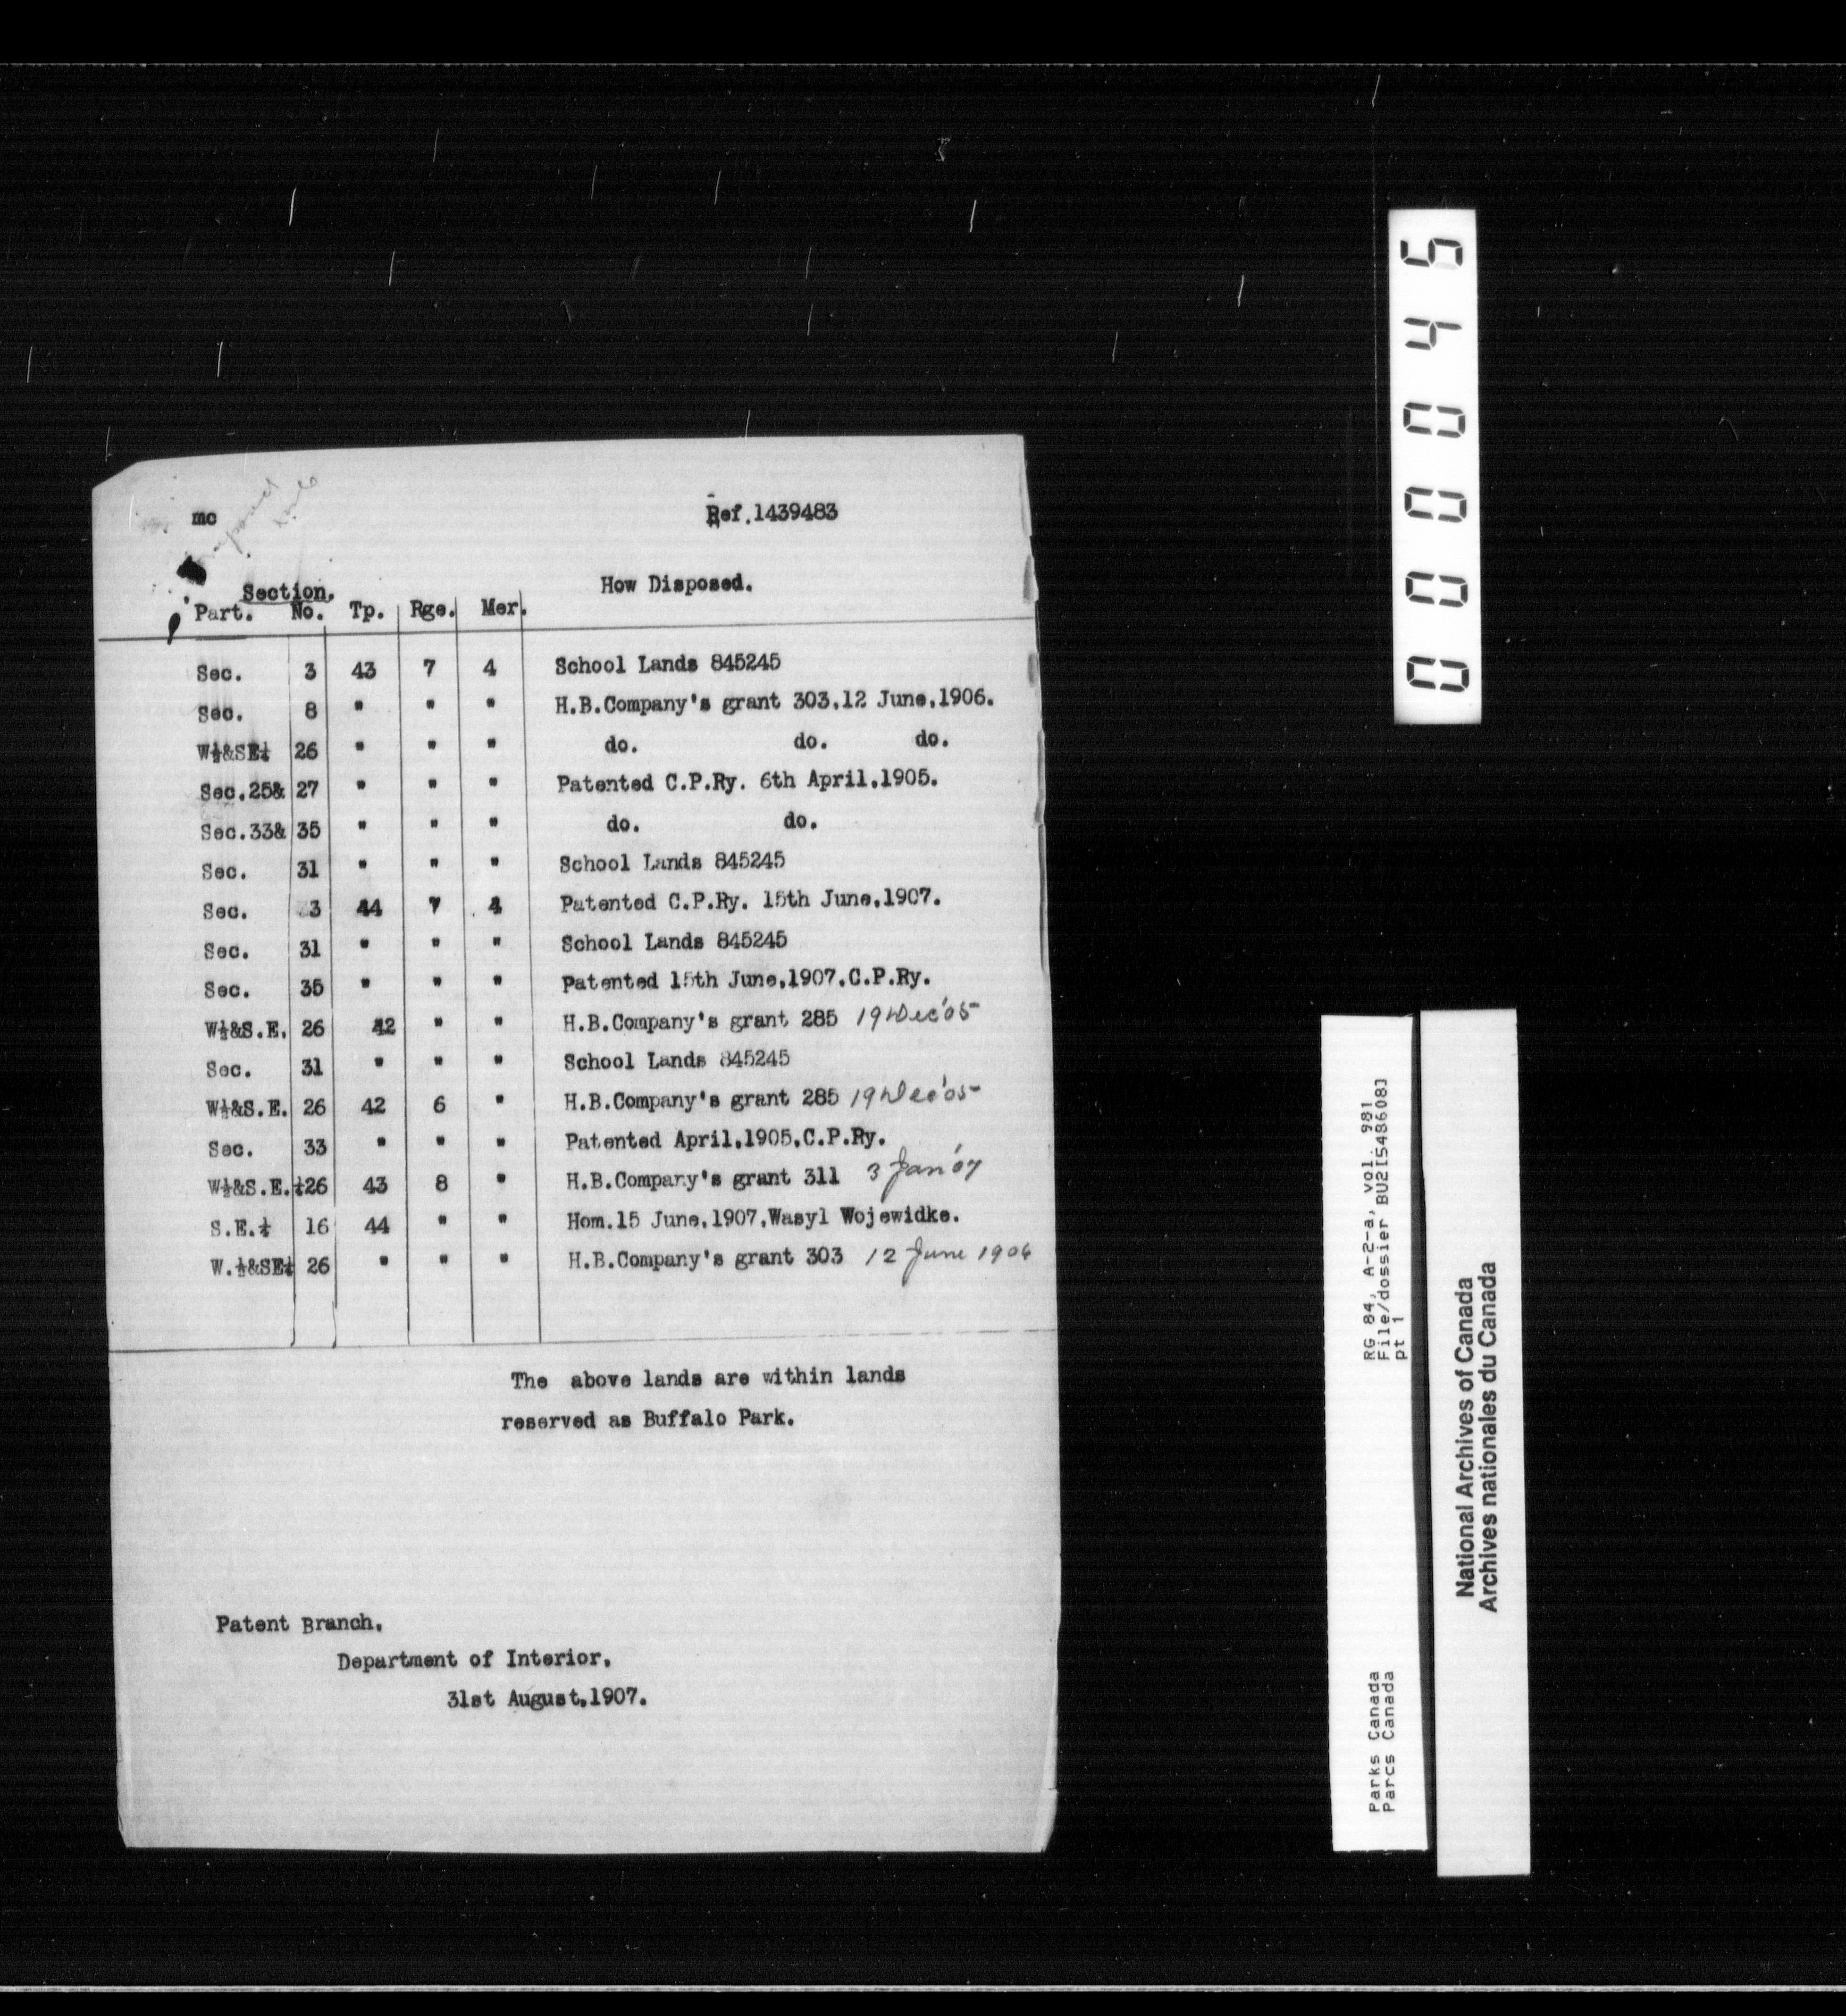 mc Ref.1439483
Section. How Disposed.
Part. No. Tp. Rge. Mer.
Sec. 3 43 7 4 School Lands 845245
Sec. 8 " " " H.B.Company's grant 303,12 June,1906.
W½&SE¼ 26 " " " do. do. do.
Sec.25& 27 " " " Patented C.P.Ry. 6th April,1905.
Sec.33& 35 " " " do. do.
Sec. 31 " " " School Lands 845245
Sec. 3 44 7 4 Patented C.P.Ry. 15th June,1907.
Sec. 31 " " " School Lands 845245
Sec. 35 " " " Patented 15th June,1907,C.P.Ry.
W½&S.E. 26 42 " " H.B.Company's grant 285 19 Dec'05
Sec. 31 " " " School Lands 845245
W½&S.E. 26 42 6 " H.B.Company's grant 285 19 Dec'05
Sec. 33 " " " Patented April,1905,C.P.Ry.
W½&S.E.¼ 26 43 8 " H.B.Company's grant 311 3 Jan'07
S.E.¼ 16 44 " " Hom.15 June,1907,Wasyl Wojewidke.
W.½&SE¼ 26 " " " H.B.Company's grant 303 12 June 1906
The above lands are within lands
reserved as Buffalo Park.
Patent Branch,
Department of Interior,
31st August,1907.
000045
RG 84, A-2-a, vol. 981
File/dossier BU2[548608]
pt 1
Parks Canada
Parcs Canada
National Archives of Canada
Archives nationales du Canada